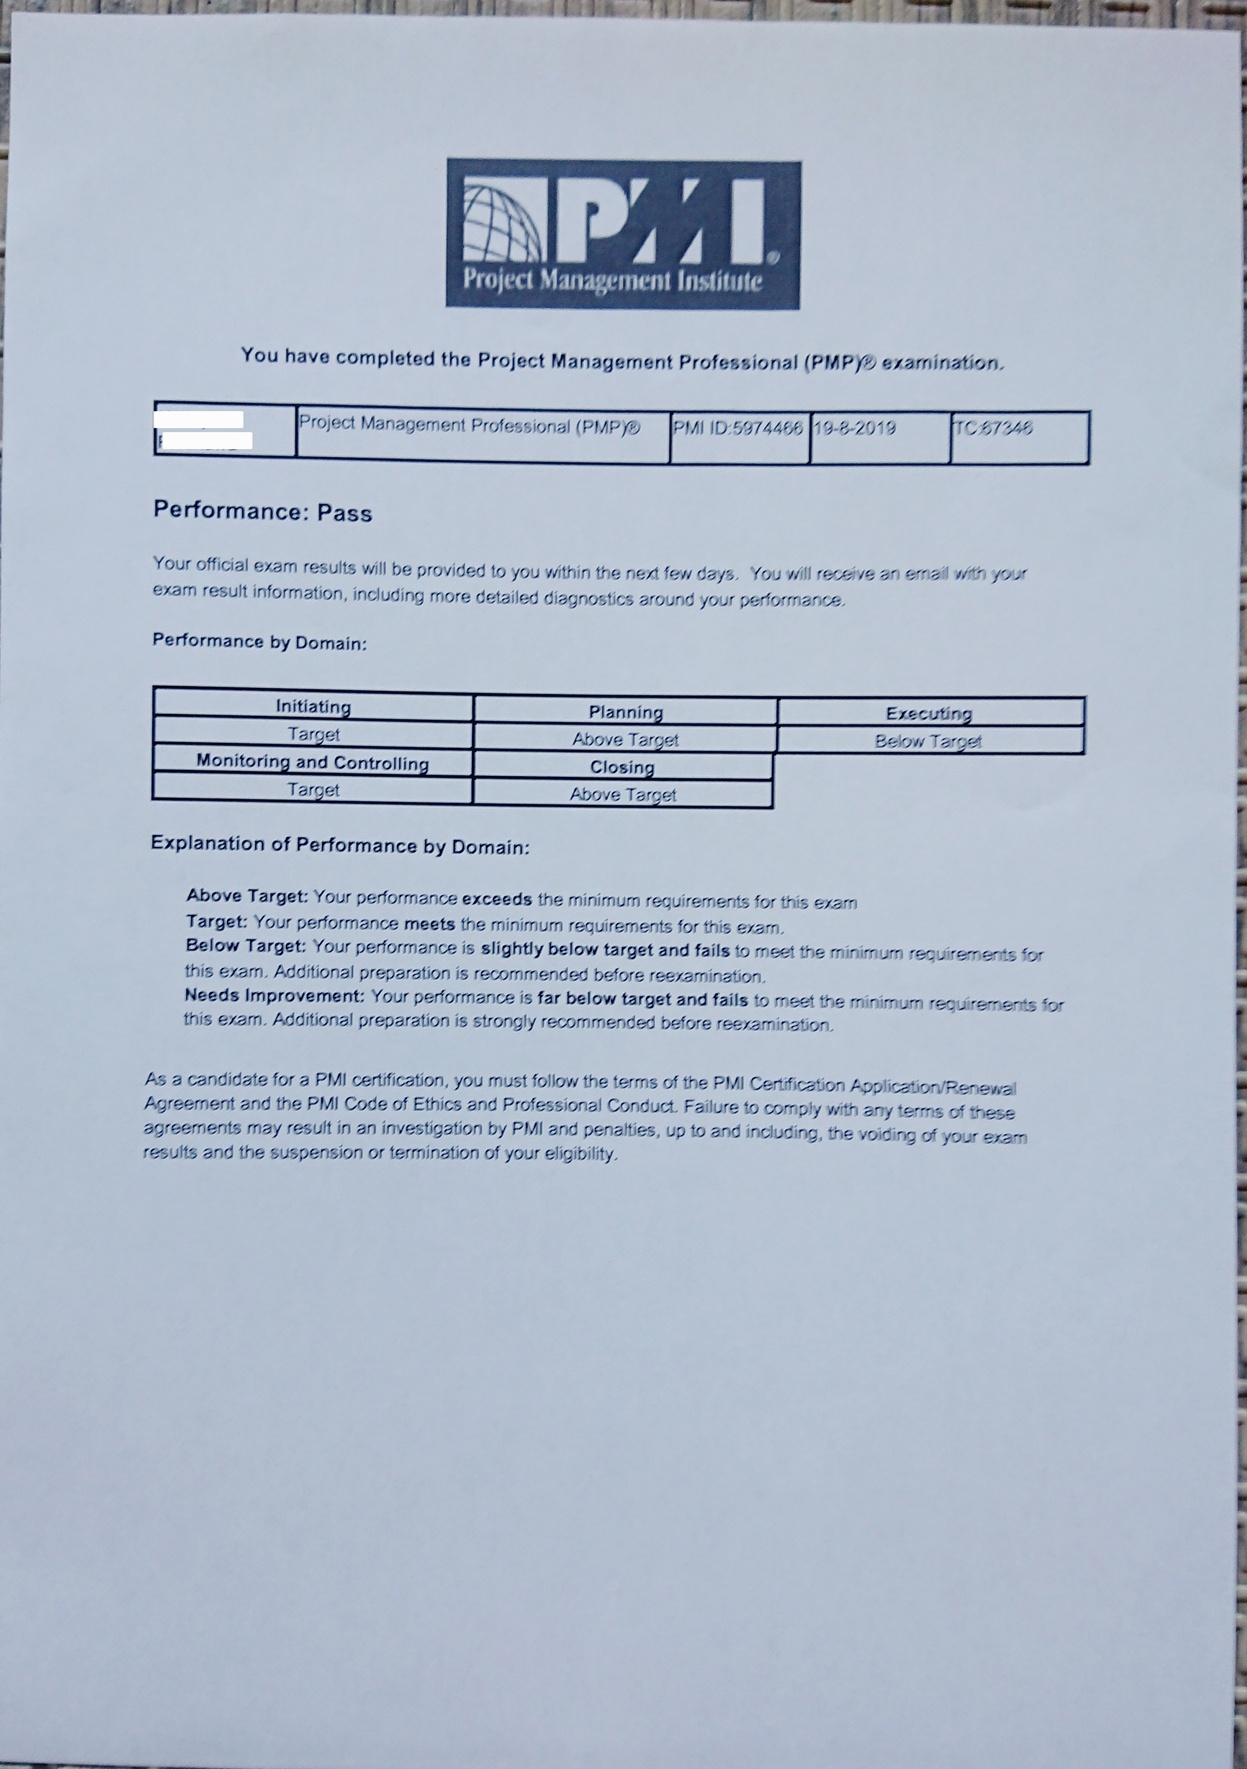 PMI®
Project Management Institute
You have completed the Project Management Professional (PMP)® examination.
Project Management Professional (PMP)® PMI ID:5974466 19-8-2019 TC:67346
Performance: Pass
Your official exam results will be provided to you within the next few days. You will receive an email with your
exam result information, including more detailed diagnostics around your performance.
Performance by Domain:
Initiating Planning Executing
Target Above Target Below Target
Monitoring and Controlling Closing
Target Above Target
Explanation of Performance by Domain:
Above Target: Your performance exceeds the minimum requirements for this exam
Target: Your performance meets the minimum requirements for this exam.
Below Target: Your performance is slightly below target and fails to meet the minimum requirements for
this exam. Additional preparation is recommended before reexamination.
Needs Improvement: Your performance is far below target and fails to meet the minimum requirements for
this exam. Additional preparation is strongly recommended before reexamination.
As a candidate for a PMI certification, you must follow the terms of the PMI Certification Application/Renewal
Agreement and the PMI Code of Ethics and Professional Conduct. Failure to comply with any terms of these
agreements may result in an investigation by PMI and penalties, up to and including, the voiding of your exam
results and the suspension or termination of your eligibility.